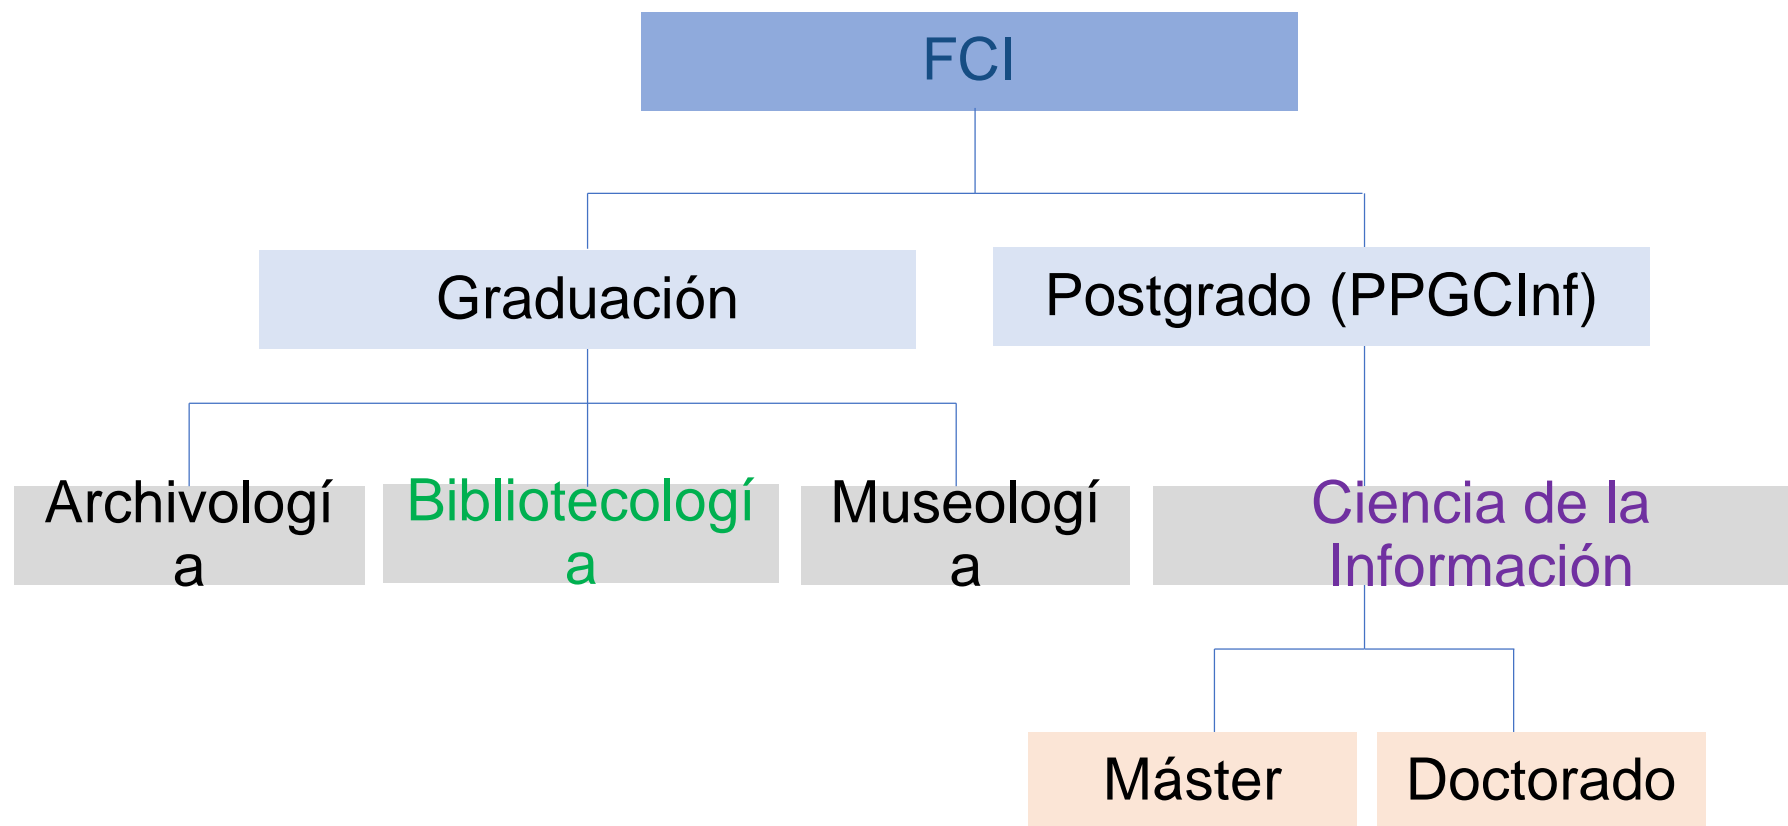 FCI
Graduación
Postgrado (PPGCInf)
Archivologí
a
Bibliotecologí
a
Museologí
a
Ciencia de la
Información
Máster
Doctorado